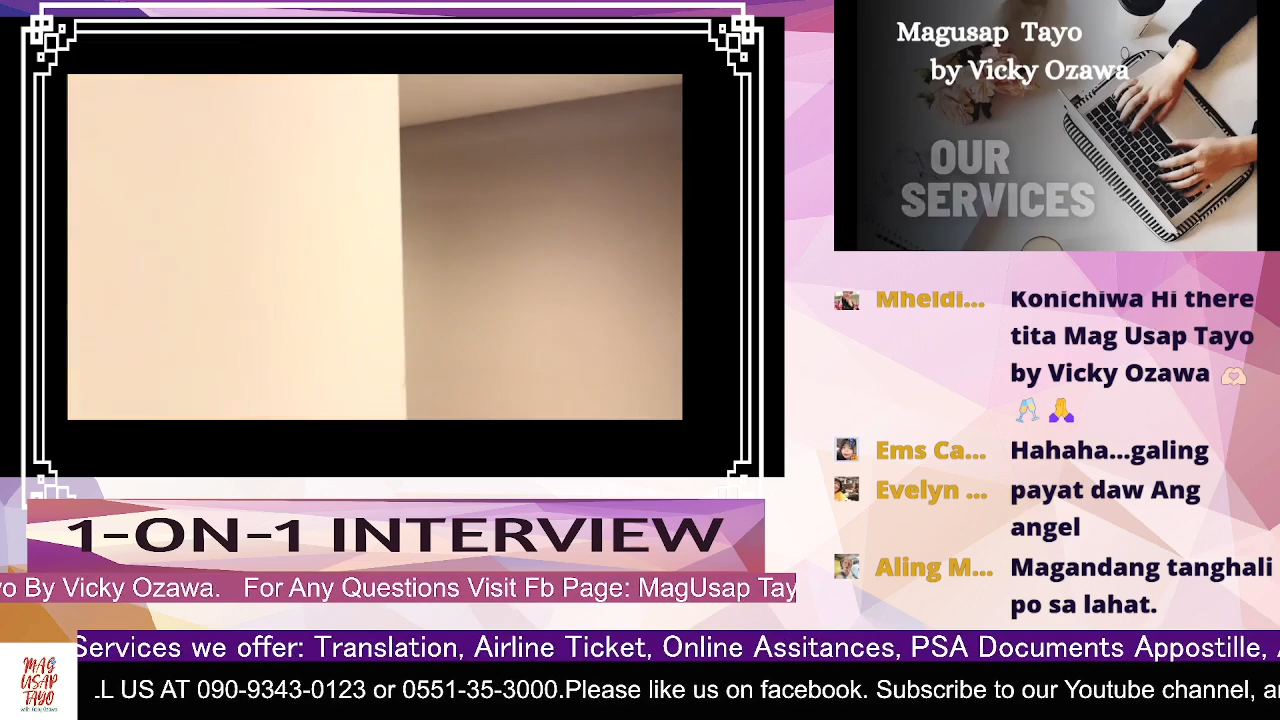 Magusap Tayo
by Vicky Ozawa
OUR
SERVICES
Mheldi... Konichiwa Hi there
tita Mag Usap Tayo
by Vicky Ozawa 🫶🏻
🥂 🙏
Ems Ca... Hahaha...galing
Evelyn ... payat daw Ang
angel
Aling M... Magandang tanghali
po sa lahat.
1-ON-1 INTERVIEW
yo By Vicky Ozawa. For Any Questions Visit Fb Page: MagUsap Tay
Services we offer: Translation, Airline Ticket, Online Assitances, PSA Documents Appostille, A
MAG
USAP
TAYO
.L US AT 090-9343-0123 or 0551-35-3000.Please like us on facebook. Subscribe to our Youtube channel, an